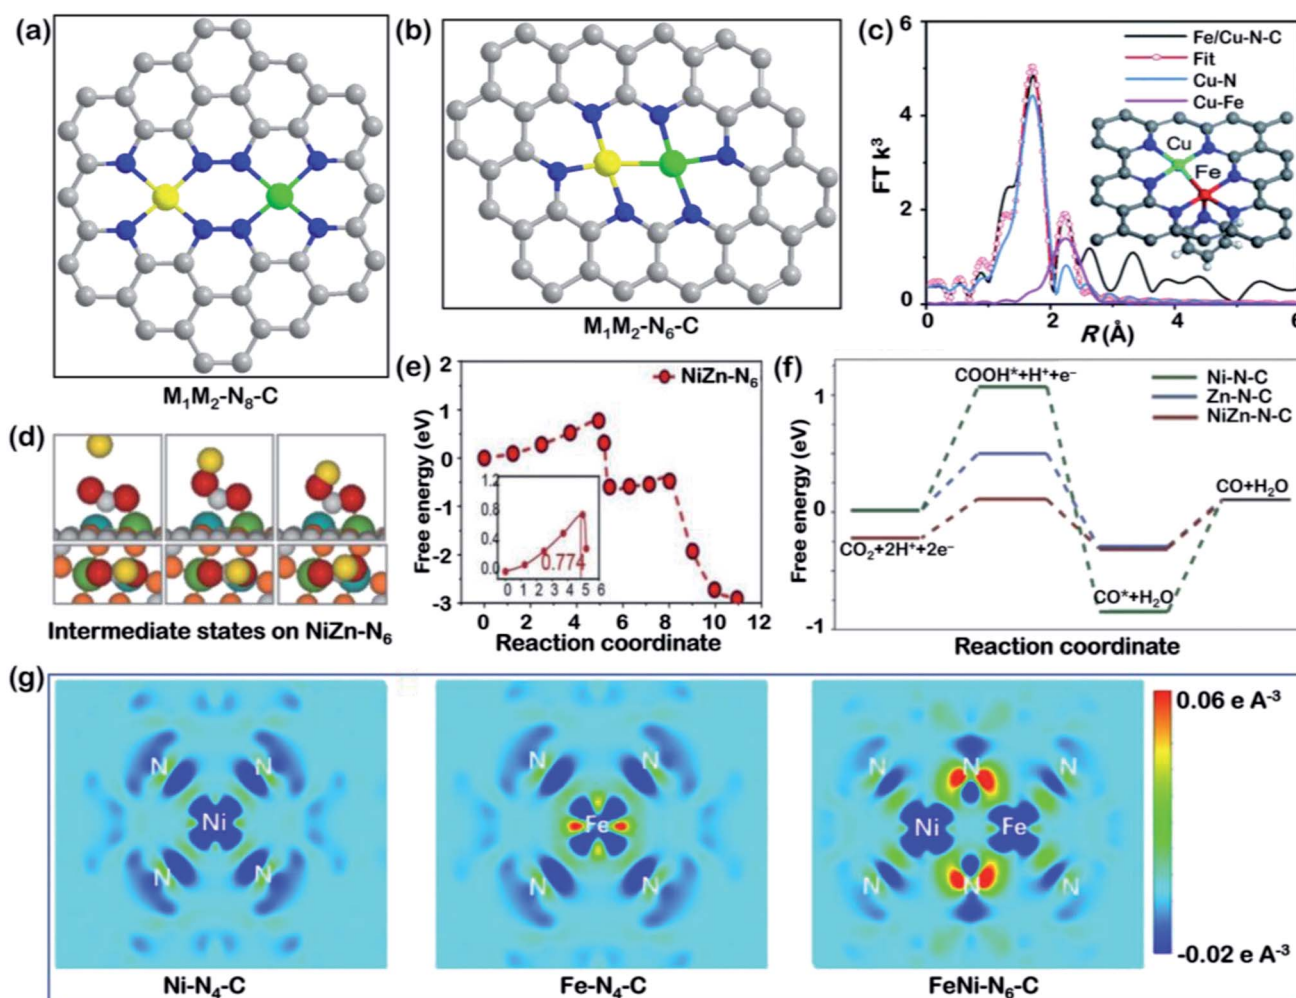 (a)
M₁M₂-N₈-C
(b)
M₁M₂-N₆-C
(c)
6
4
2
0
FT k³
0
2
4
6
R (Å)
Fe/Cu-N-C
Fit
Cu-N
Cu-Fe
Cu
Fe
(d)
Intermediate states on NiZn-N₆
(e)
2
1
0
-1
-2
-3
Free energy (eV)
NiZn-N₆
1.2
0.8
0.4
0.0
0.774
0 1 2 3 4 5 6
0 2 4 6 8 10 12
Reaction coordinate
(f)
1
0
-1
Free energy (eV)
COOH*+H⁺+e⁻
Ni-N-C
Zn-N-C
NiZn-N-C
CO+H₂O
CO₂+2H⁺+2e⁻
CO*+H₂O
Reaction coordinate
(g)
N N
Ni
N N
Ni-N₄-C
N N
Fe
N N
Fe-N₄-C
N N N
Ni Fe
N N N
FeNi-N₆-C
0.06 e A⁻³
-0.02 e A⁻³